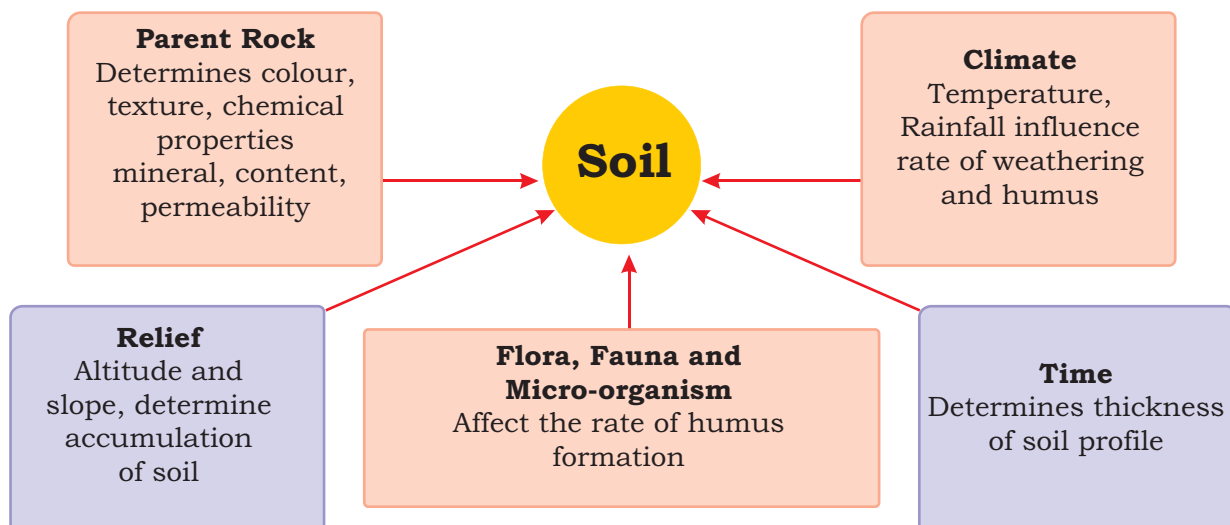 Parent Rock
Determines colour,
texture, chemical
properties
mineral, content,
permeability
Soil
Climate
Temperature,
Rainfall influence
rate of weathering
and humus
Relief
Altitude and
slope, determine
accumulation
of soil
Flora, Fauna and
Micro-organism
Affect the rate of humus
formation
Time
Determines thickness
of soil profile